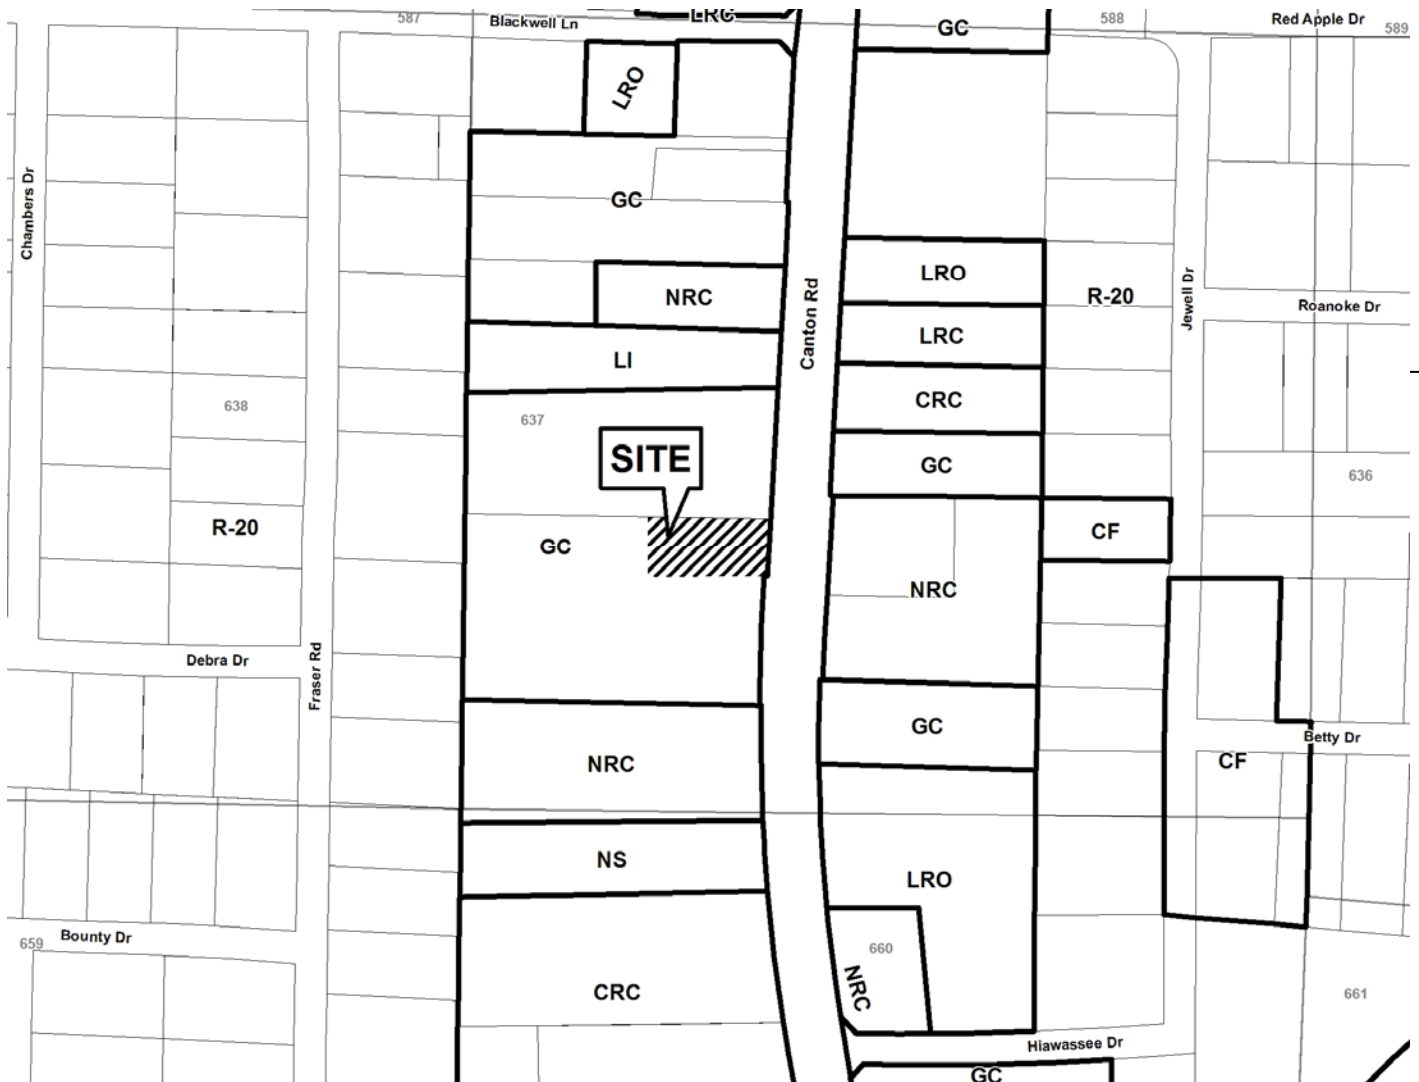 587
Blackwell Ln
LRC
GC
588
Red Apple Dr
589
LRO
Chambers Dr
GC
LRO
R-20
Jewell Dr
NRC
Canton Rd
Roanoke Dr
LRC
LI
CRC
638
637
SITE
GC
636
R-20
GC
CF
NRC
Debra Dr
Fraser Rd
GC
Betty Dr
NRC
CF
NS
LRO
Bounty Dr
659
660
NRC
CRC
661
Hiawassee Dr
GC